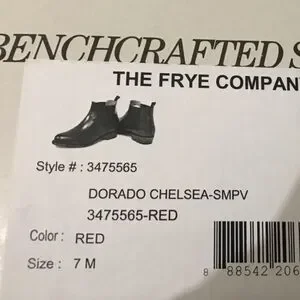 BENCHCRAFTED S
THE FRYE COMPAN
Style # : 3475565
DORADO CHELSEA-SMPV
3475565-RED
Color : RED
Size : 7 M
8 88542 206